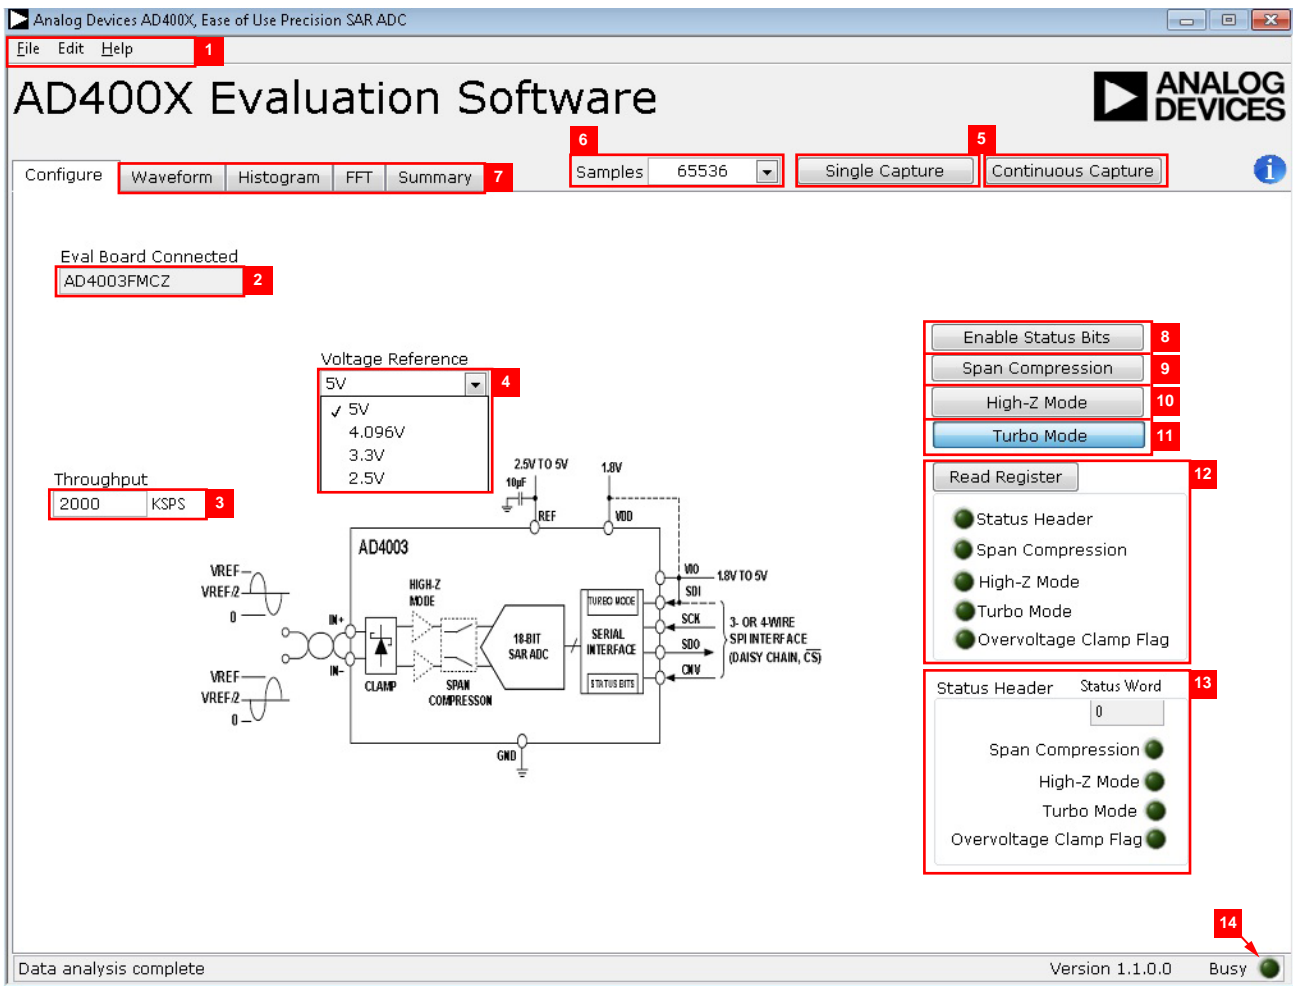 Analog Devices AD400X, Ease of Use Precision SAR ADC
File Edit Help 1
AD400X Evaluation Software
ANALOG
DEVICES
6
5
Configure Waveform Histogram FFT Summary 7
Samples 65536
Single Capture
Continuous Capture
i
Eval Board Connected
AD4003FMCZ 2
Voltage Reference
5V 4
✓ 5V
4.096V
3.3V
2.5V
Throughput
2000 KSPS 3
Enable Status Bits 8
Span Compression 9
High-Z Mode 10
Turbo Mode 11
Read Register 12
Status Header
Span Compression
High-Z Mode
Turbo Mode
Overvoltage Clamp Flag
Status Header Status Word 13
0
Span Compression
High-Z Mode
Turbo Mode
Overvoltage Clamp Flag
2.5V TO 5V
1.8V
10µF
REF
VDD
AD4003
VREF
VREF/2
0
HIGH-Z
MODE
TURBO MODE
VIO
1.8V TO 5V
SDI
IN+
SCK
3- OR 4-WIRE
SPI INTERFACE
(DAISY CHAIN, CS)
18-BIT
SAR ADC
SERIAL
INTERFACE
SDO
IN–
CNV
VREF
VREF/2
0
CLAMP
SPAN
COMPRESSON
STATUS BITS
GND
14
Data analysis complete
Version 1.1.0.0
Busy